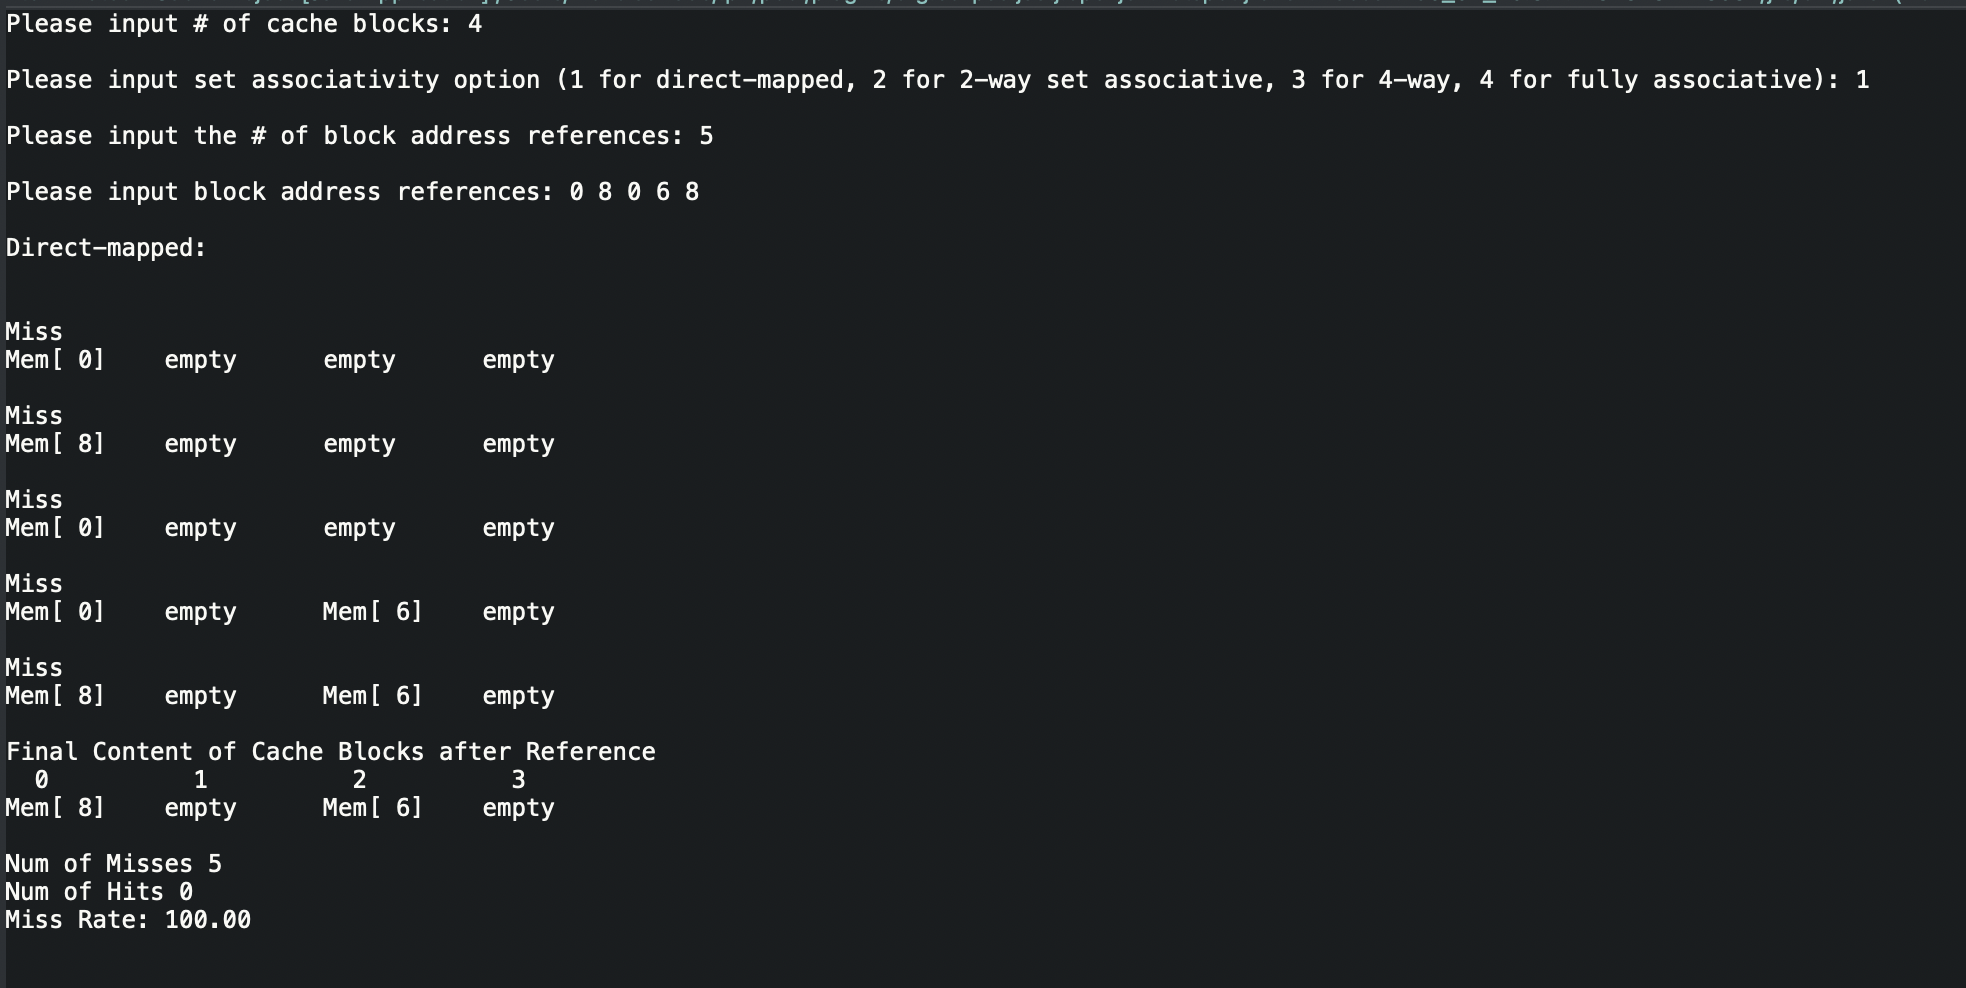 Please input # of cache blocks: 4
Please input set associativity option (1 for direct-mapped, 2 for 2-way set associative, 3 for 4-way, 4 for fully associative): 1
Please input the # of block address references: 5
Please input block address references: 0 8 0 6 8
Direct-mapped:
Miss
Mem[ 0]    empty      empty      empty
Miss
Mem[ 8]    empty      empty      empty
Miss
Mem[ 0]    empty      empty      empty
Miss
Mem[ 0]    empty      Mem[ 6]    empty
Miss
Mem[ 8]    empty      Mem[ 6]    empty
Final Content of Cache Blocks after Reference
  0          1          2          3
Mem[ 8]    empty      Mem[ 6]    empty
Num of Misses 5
Num of Hits 0
Miss Rate: 100.00